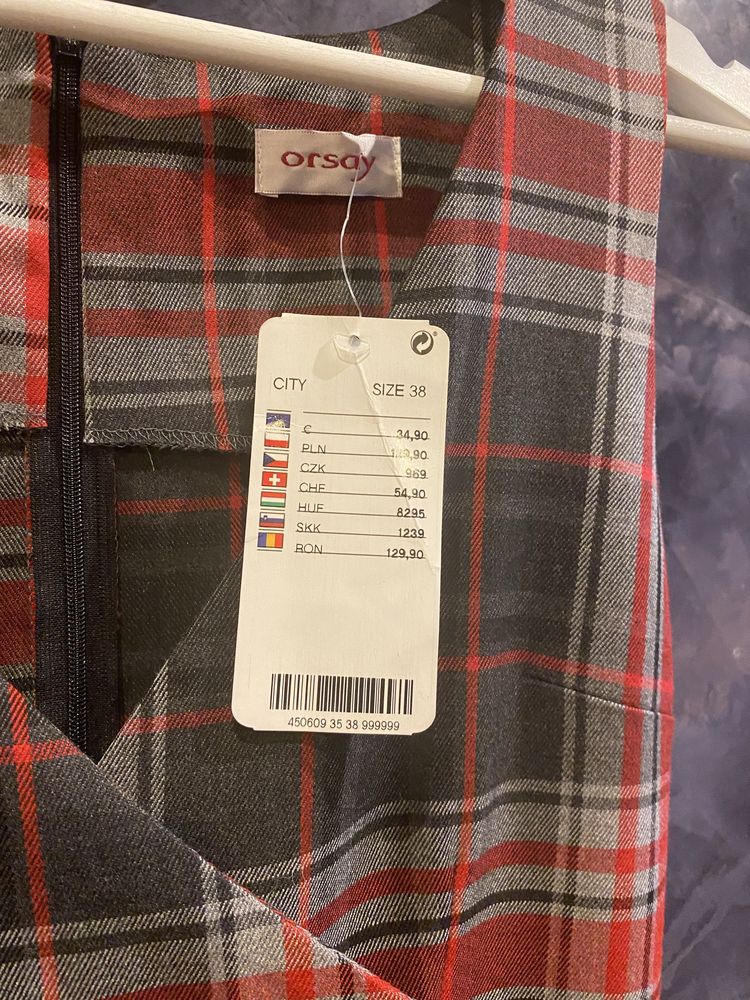 orsay
CITY SIZE 38
€ 34,90
PLN
CZK 969
CHF 54,90
HUF 8295
SKK 1239
RON 129,90
450609 35 38 999999